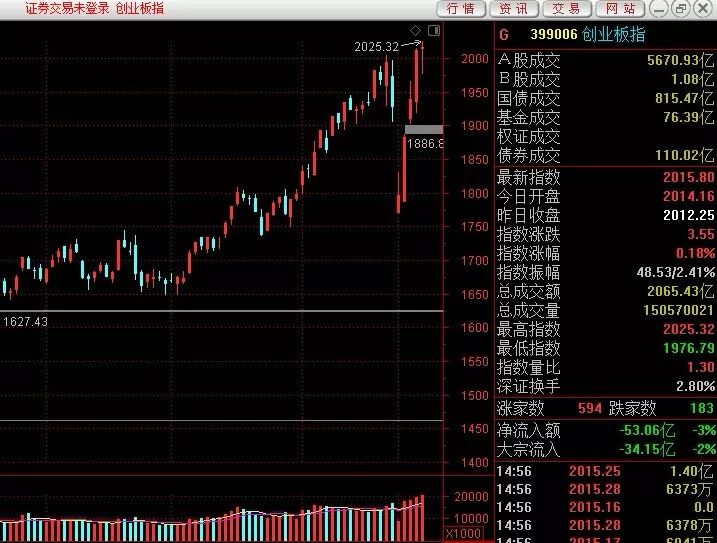 证券交易未登录 创业板指
行情 资讯 交易 网站
G 399006 创业板指
A股成交 5670.93亿
B股成交 1.08亿
国债成交 815.47亿
基金成交 76.39亿
权证成交
债券成交 110.02亿
最新指数 2015.80
今日开盘 2014.16
昨日收盘 2012.25
指数涨跌 3.55
指数涨幅 0.18%
指数振幅 48.53/2.41%
总成交额 2065.43亿
总成交量 150570021
最高指数 2025.32
最低指数 1976.79
指数量比 1.30
深证换手 2.80%
涨家数 594 跌家数 183
净流入额 -53.06亿 -3%
大宗流入 -34.15亿 -2%
14:56 2015.25 1.40亿
14:56 2015.28 6373万
14:56 2015.16 0.0
14:56 2015.28 6378万
2025.32
1886.8
1627.43
2000
1950
1900
1850
1800
1750
1700
1650
1600
1550
1500
1450
1400
20000
10000
X1000